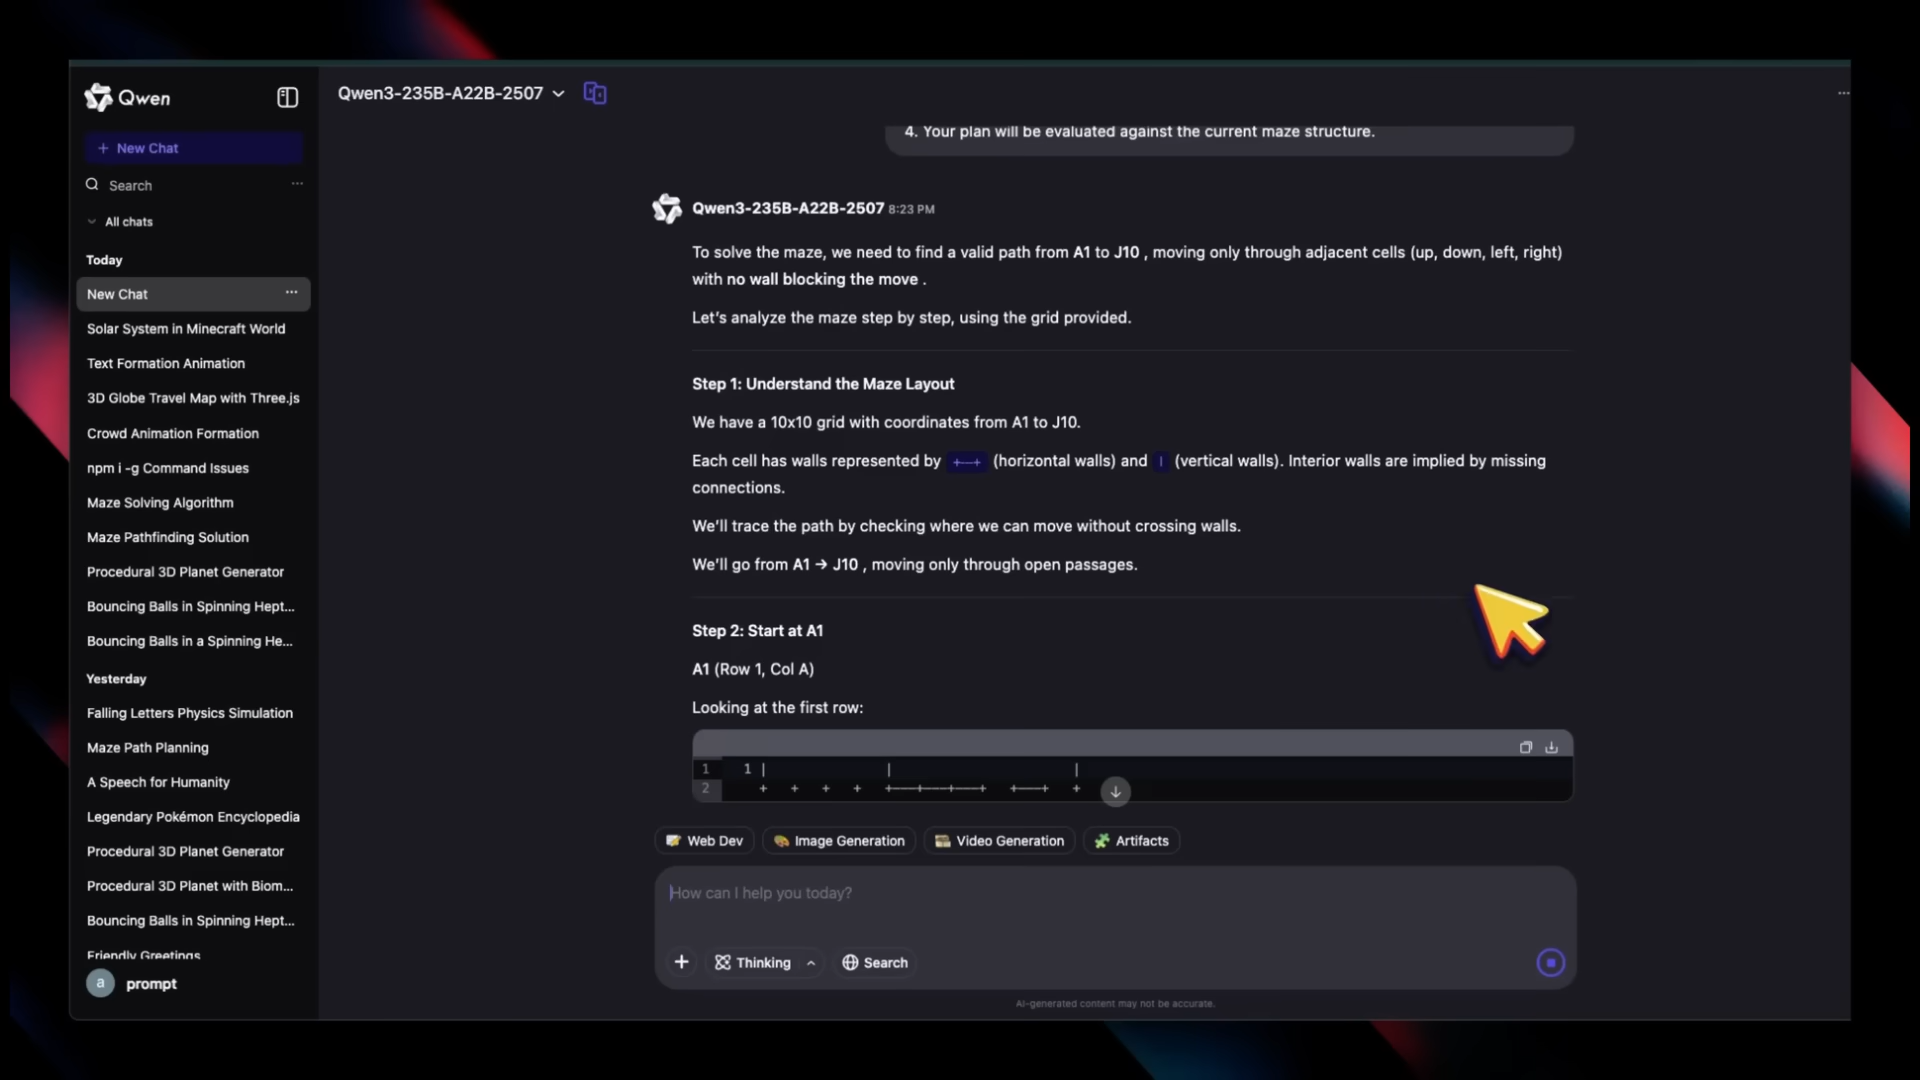 Qwen
+ New Chat
Search
All chats
Today
New Chat
Solar System in Minecraft World
Text Formation Animation
3D Globe Travel Map with Three.js
Crowd Animation Formation
npm i -g Command Issues
Maze Solving Algorithm
Maze Pathfinding Solution
Procedural 3D Planet Generator
Bouncing Balls in Spinning Hept...
Bouncing Balls in a Spinning He...
Yesterday
Falling Letters Physics Simulation
Maze Path Planning
A Speech for Humanity
Legendary Pokémon Encyclopedia
Procedural 3D Planet Generator
Procedural 3D Planet with Biom...
Bouncing Balls in Spinning Hept...
Friendly Greetings
a prompt
Qwen3-235B-A22B-2507
4. Your plan will be evaluated against the current maze structure.
Qwen3-235B-A22B-2507 8:23 PM
To solve the maze, we need to find a valid path from A1 to J10 , moving only through adjacent cells (up, down, left, right)
with no wall blocking the move .
Let's analyze the maze step by step, using the grid provided.
Step 1: Understand the Maze Layout
We have a 10x10 grid with coordinates from A1 to J10.
Each cell has walls represented by +---+ (horizontal walls) and | (vertical walls). Interior walls are implied by missing
connections.
We'll trace the path by checking where we can move without crossing walls.
We'll go from A1 → J10 , moving only through open passages.
Step 2: Start at A1
A1 (Row 1, Col A)
Looking at the first row:
1 1 |               |                       |
2   +   +   +   +   +---+---+---+   +---+   +
Web Dev
Image Generation
Video Generation
Artifacts
How can I help you today?
+ Thinking Search
AI-generated content may not be accurate.